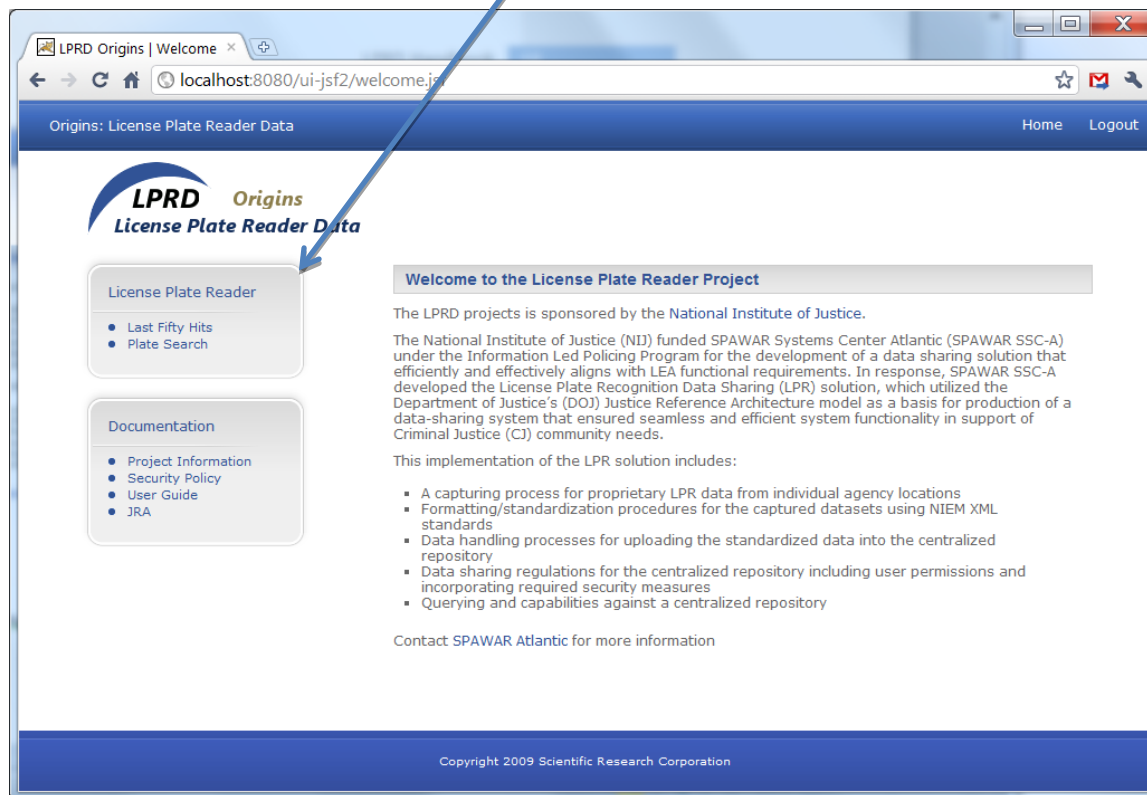 LPRD Origins | Welcome
localhost:8080/ui-jsf2/welcome.jsf
Origins: License Plate Reader Data
Home Logout
LPRD Origins
License Plate Reader Data
License Plate Reader
Last Fifty Hits
Plate Search
Documentation
Project Information
Security Policy
User Guide
JRA
Welcome to the License Plate Reader Project
The LPRD projects is sponsored by the National Institute of Justice.
The National Institute of Justice (NIJ) funded SPAWAR Systems Center Atlantic (SPAWAR SSC-A)
under the Information Led Policing Program for the development of a data sharing solution that
efficiently and effectively aligns with LEA functional requirements. In response, SPAWAR SSC-A
developed the License Plate Recognition Data Sharing (LPR) solution, which utilized the
Department of Justice's (DOJ) Justice Reference Architecture model as a basis for production of a
data-sharing system that ensured seamless and efficient system functionality in support of
Criminal Justice (CJ) community needs.
This implementation of the LPR solution includes:
A capturing process for proprietary LPR data from individual agency locations
Formatting/standardization procedures for the captured datasets using NIEM XML
standards
Data handling processes for uploading the standardized data into the centralized
repository
Data sharing regulations for the centralized repository including user permissions and
incorporating required security measures
Querying and capabilities against a centralized repository
Contact SPAWAR Atlantic for more information
Copyright 2009 Scientific Research Corporation